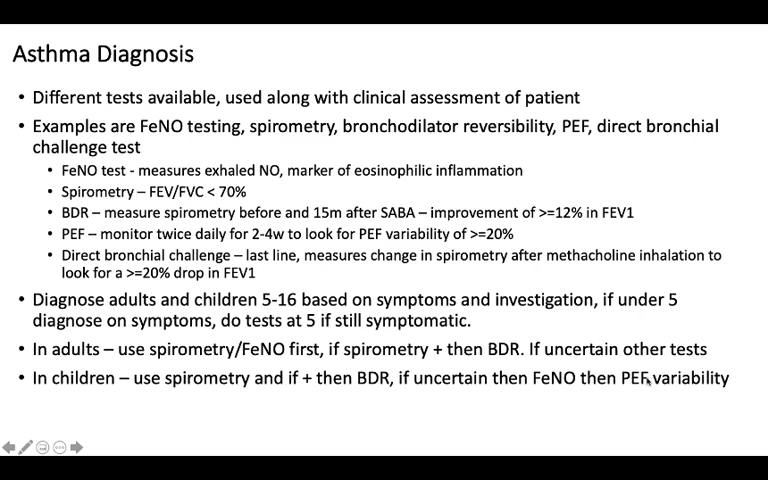 Asthma Diagnosis
• Different tests available, used along with clinical assessment of patient
• Examples are FeNO testing, spirometry, bronchodilator reversibility, PEF, direct bronchial
challenge test
• FeNO test - measures exhaled NO, marker of eosinophilic inflammation
• Spirometry – FEV/FVC < 70%
• BDR – measure spirometry before and 15m after SABA – improvement of >=12% in FEV1
• PEF – monitor twice daily for 2-4w to look for PEF variability of >=20%
• Direct bronchial challenge – last line, measures change in spirometry after methacholine inhalation to
look for a >=20% drop in FEV1
• Diagnose adults and children 5-16 based on symptoms and investigation, if under 5
diagnose on symptoms, do tests at 5 if still symptomatic.
• In adults – use spirometry/FeNO first, if spirometry + then BDR. If uncertain other tests
• In children – use spirometry and if + then BDR, if uncertain then FeNO then PEF variability